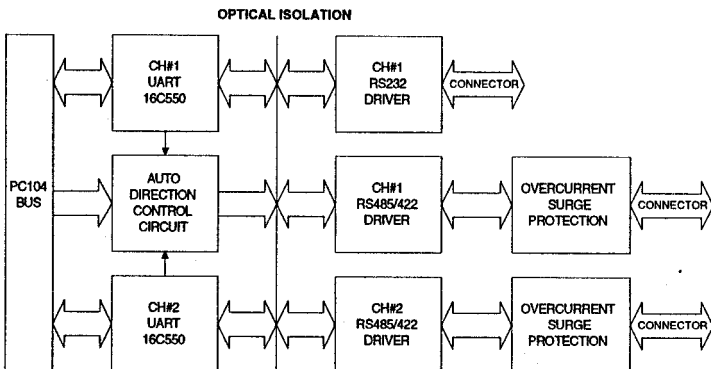 OPTICAL ISOLATION
CH#1
UART
16C550
CH#1
RS232
DRIVER
CONNECTOR
PC104
BUS
AUTO
DIRECTION
CONTROL
CIRCUIT
CH#1
RS485/422
DRIVER
OVERCURRENT
SURGE
PROTECTION
CONNECTOR
CH#2
UART
16C550
CH#2
RS485/422
DRIVER
OVERCURRENT
SURGE
PROTECTION
CONNECTOR